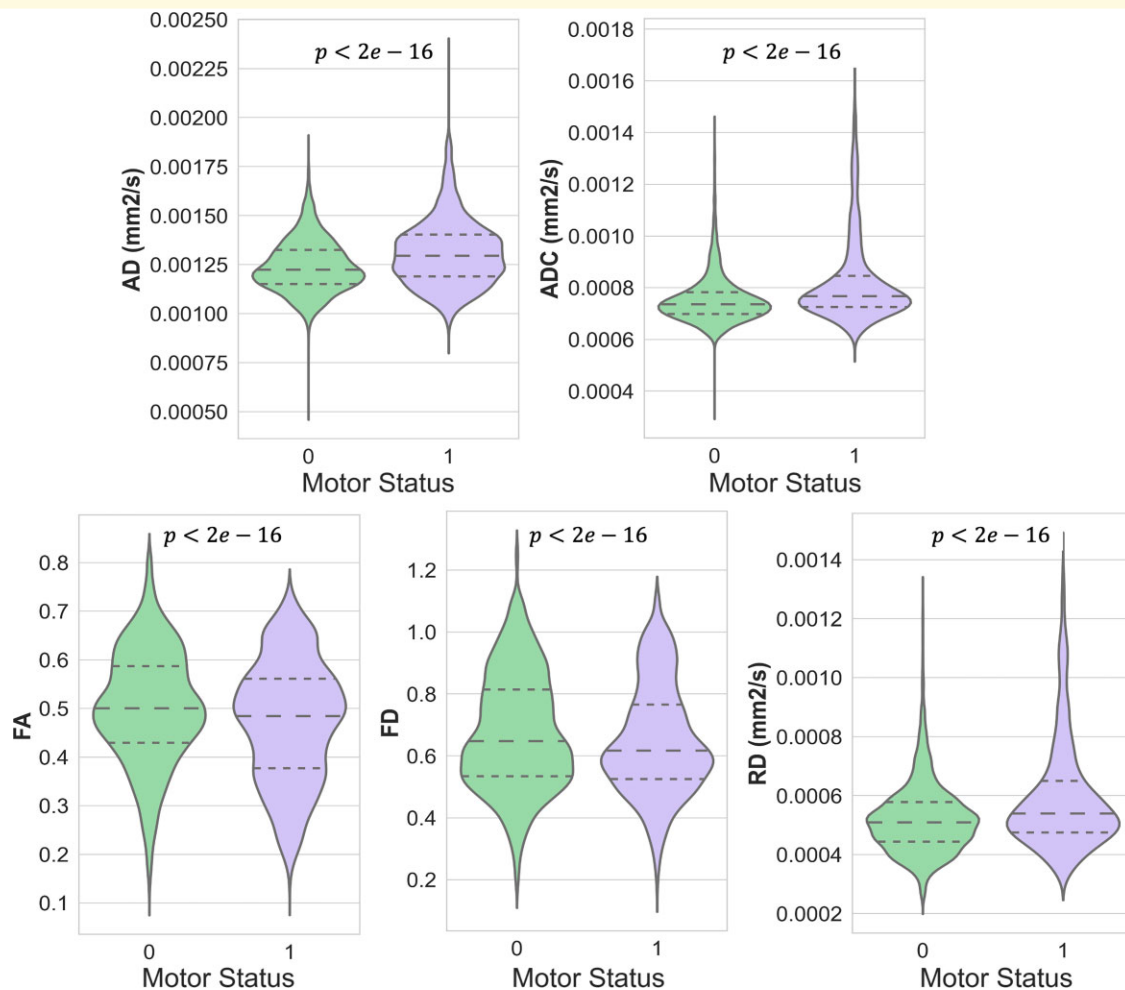 AD (mm2/s)
0.00250
0.00225
0.00200
0.00175
0.00150
0.00125
0.00100
0.00075
0.00050
p < 2e − 16
0 1
Motor Status
ADC (mm2/s)
0.0018
0.0016
0.0014
0.0012
0.0010
0.0008
0.0006
0.0004
p < 2e − 16
0 1
Motor Status
FA
0.8
0.7
0.6
0.5
0.4
0.3
0.2
0.1
p < 2e − 16
0 1
Motor Status
FD
1.2
1.0
0.8
0.6
0.4
0.2
p < 2e − 16
0 1
Motor Status
RD (mm2/s)
0.0014
0.0012
0.0010
0.0008
0.0006
0.0004
0.0002
p < 2e − 16
0 1
Motor Status